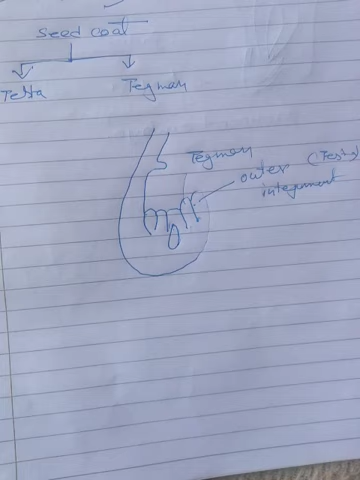 seed coat
Testa Tegmen
Tegmen
outer (Testa)
integument